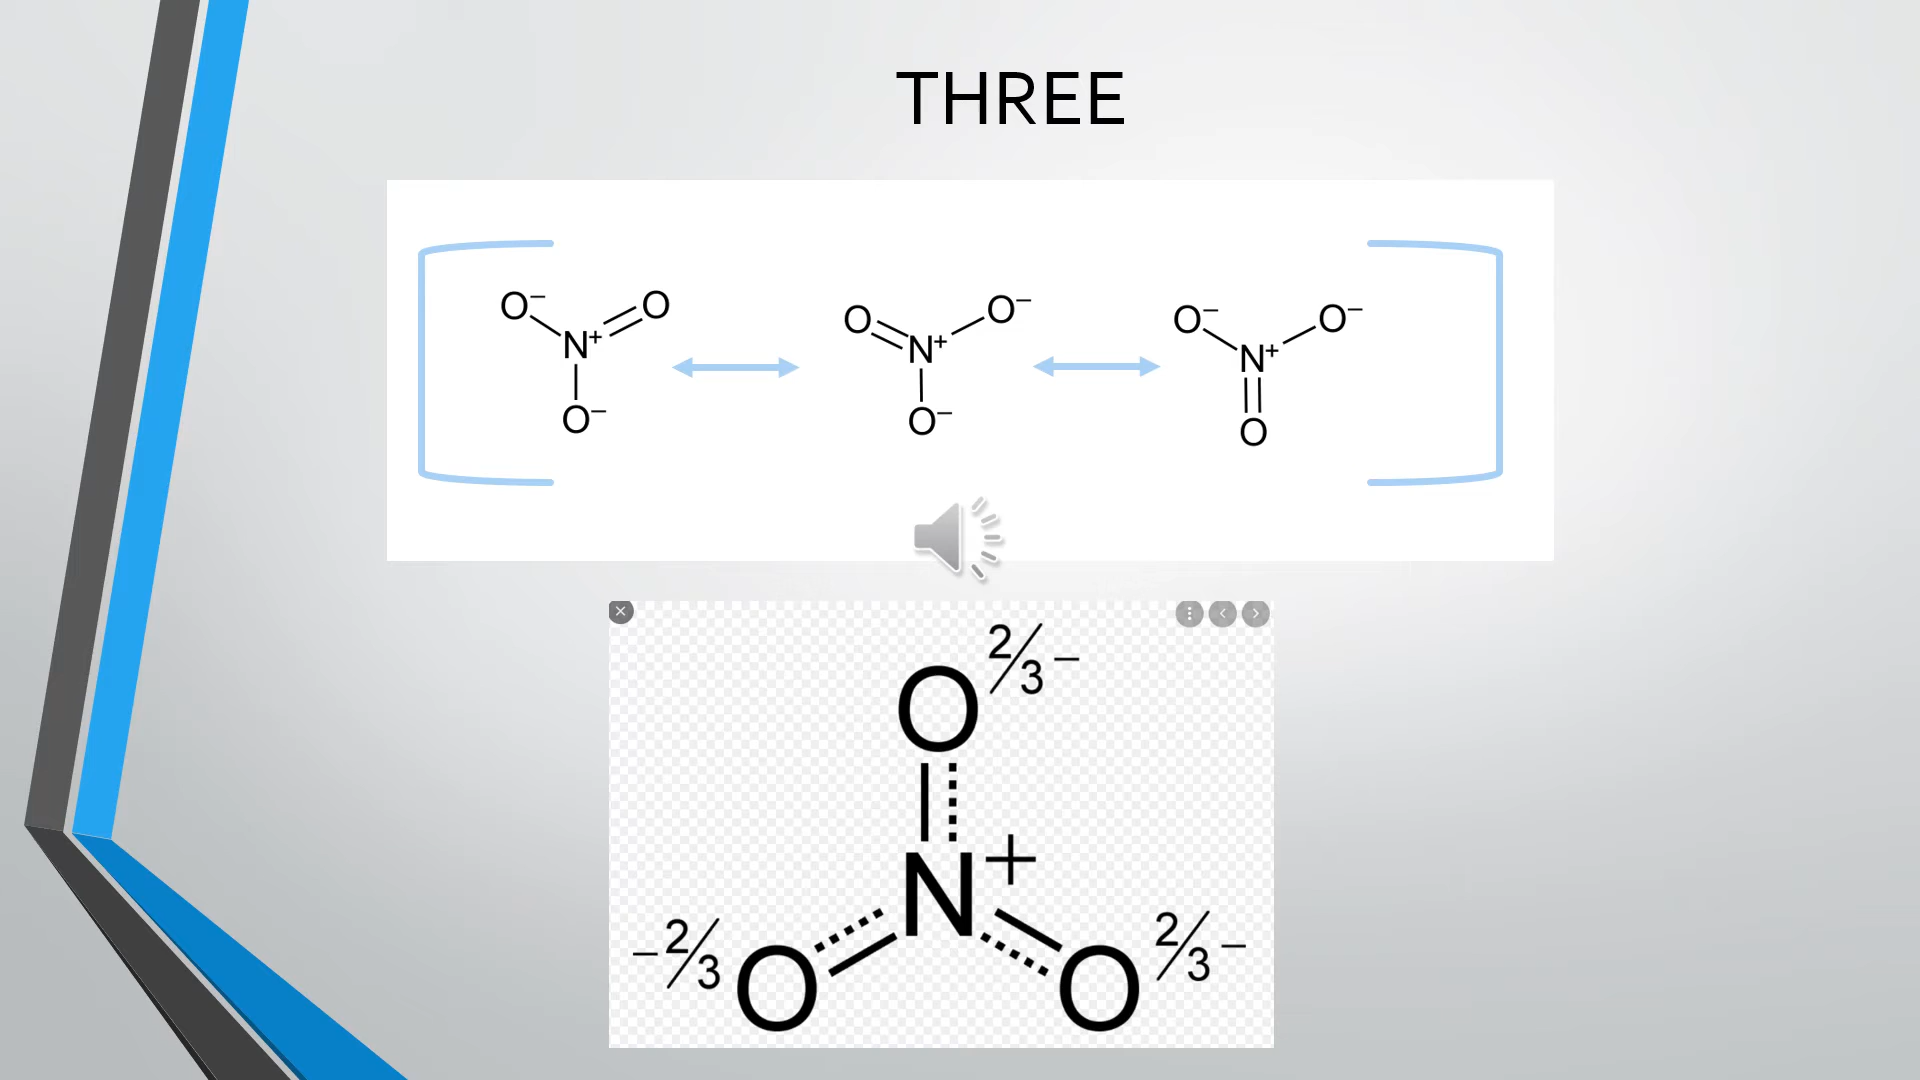 THREE
O⁻ O O O⁻ O⁻ O⁻
N⁺ N⁺ N⁺
O⁻ O⁻ O
O 2/3 −
N +
− 2/3 O O 2/3 −